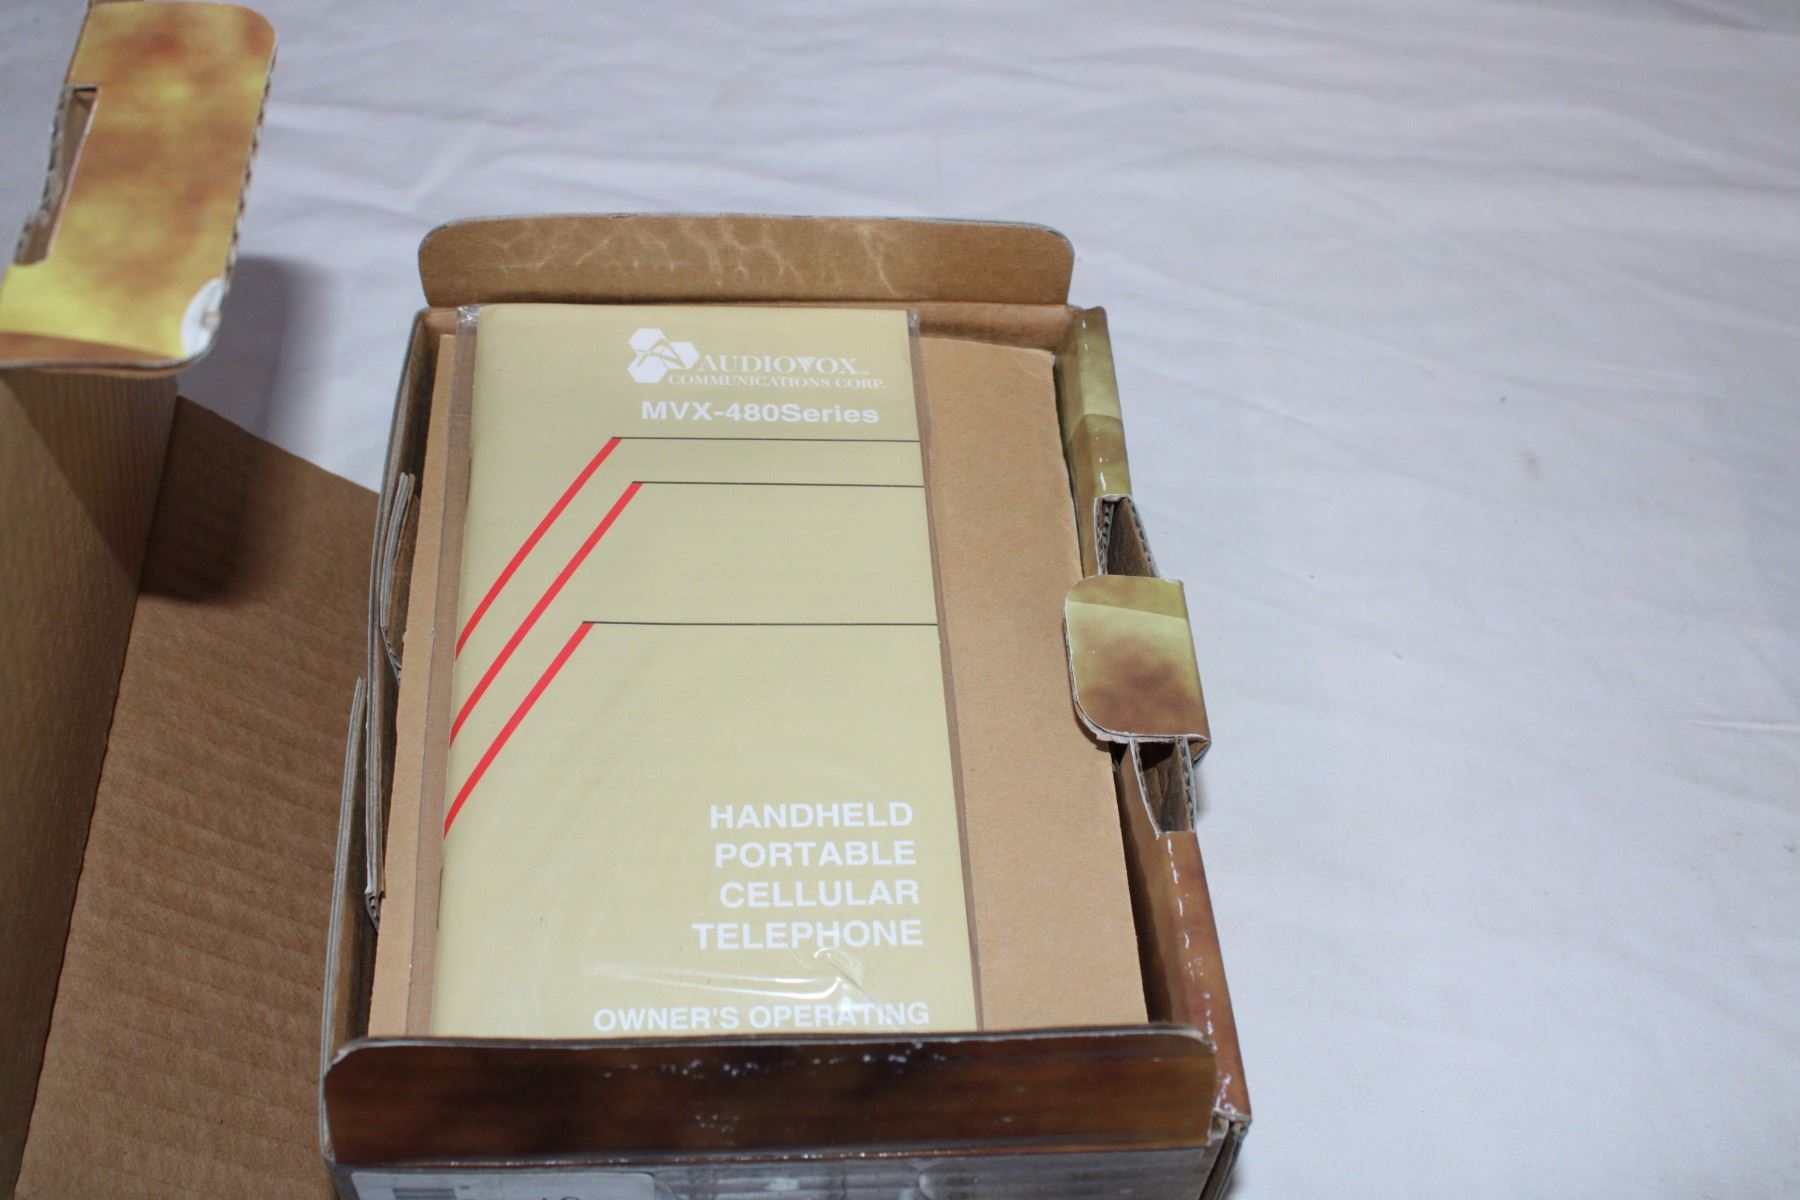 AUDIOVOX
COMMUNICATIONS CORP.
MVX-480Series
HANDHELD
PORTABLE
CELLULAR
TELEPHONE
OWNER'S OPERATING